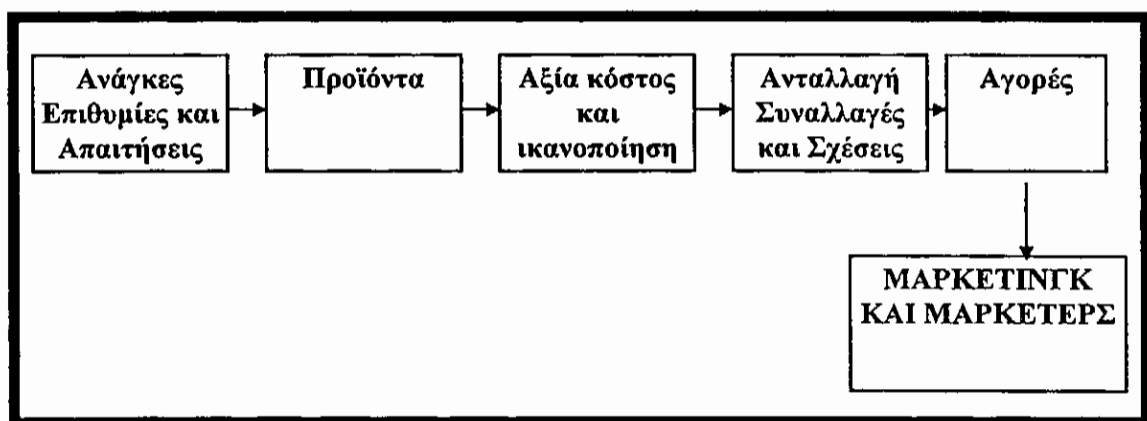 Ανάγκες
Επιθυμίες και
Απαιτήσεις
Προϊόντα
Αξία κόστος
και
ικανοποίηση
Ανταλλαγή
Συναλλαγές
και Σχέσεις
Αγορές
ΜΑΡΚΕΤΙΝΓΚ
ΚΑΙ ΜΑΡΚΕΤΕΡΣ